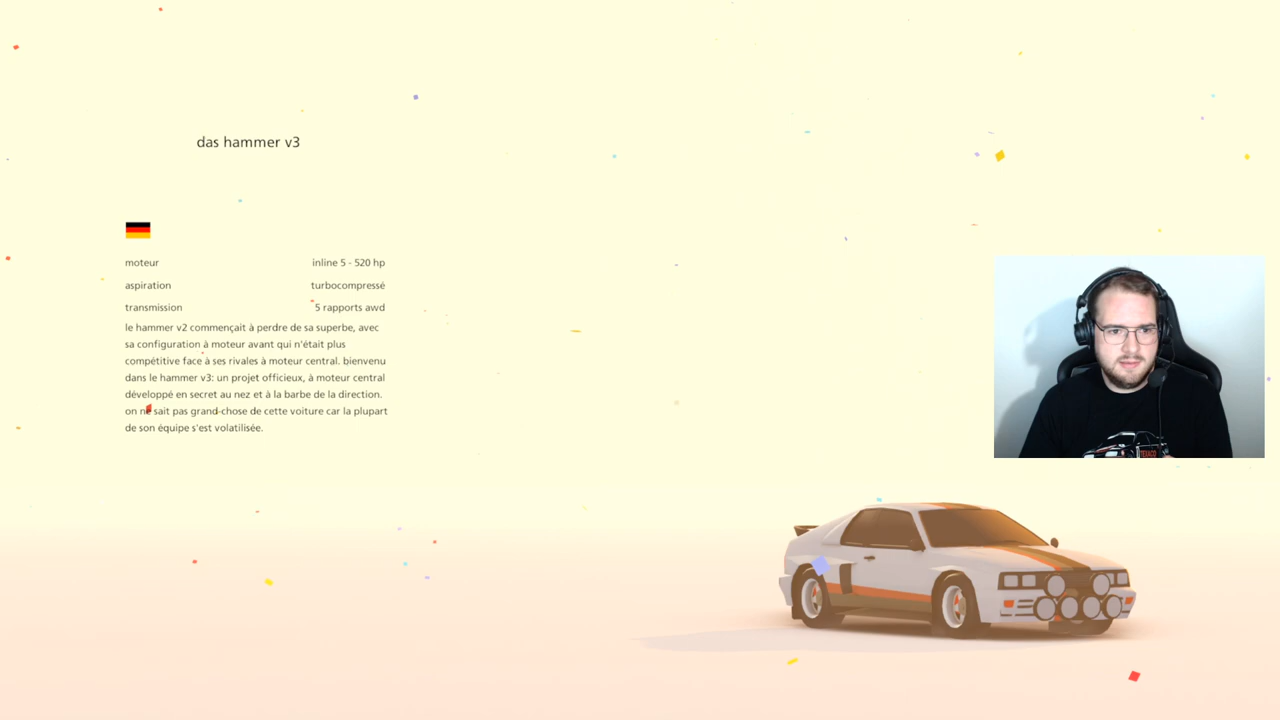 das hammer v3
moteur inline 5 - 520 hp
aspiration turbocompressé
transmission 5 rapports awd
le hammer v2 commençait à perdre de sa superbe, avec
sa configuration à moteur avant qui n'était plus
compétitive face à ses rivales à moteur central. bienvenu
dans le hammer v3: un projet officieux, à moteur central
développé en secret au nez et à la barbe de la direction.
on ne sait pas grand-chose de cette voiture car la plupart
de son équipe s'est volatilisée.
TEXACO